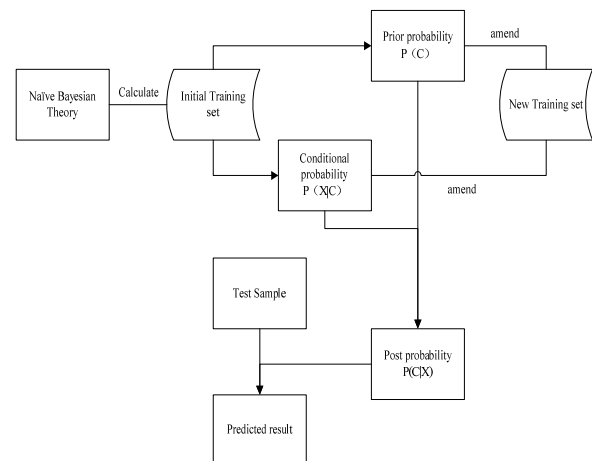 Prior probability
P（C）
amend
Naïve Bayesian
Theory
Calculate
Initial Training
set
New Training set
Conditional
probability
P（X|C）
amend
Test Sample
Post probability
P(C|X)
Predicted result